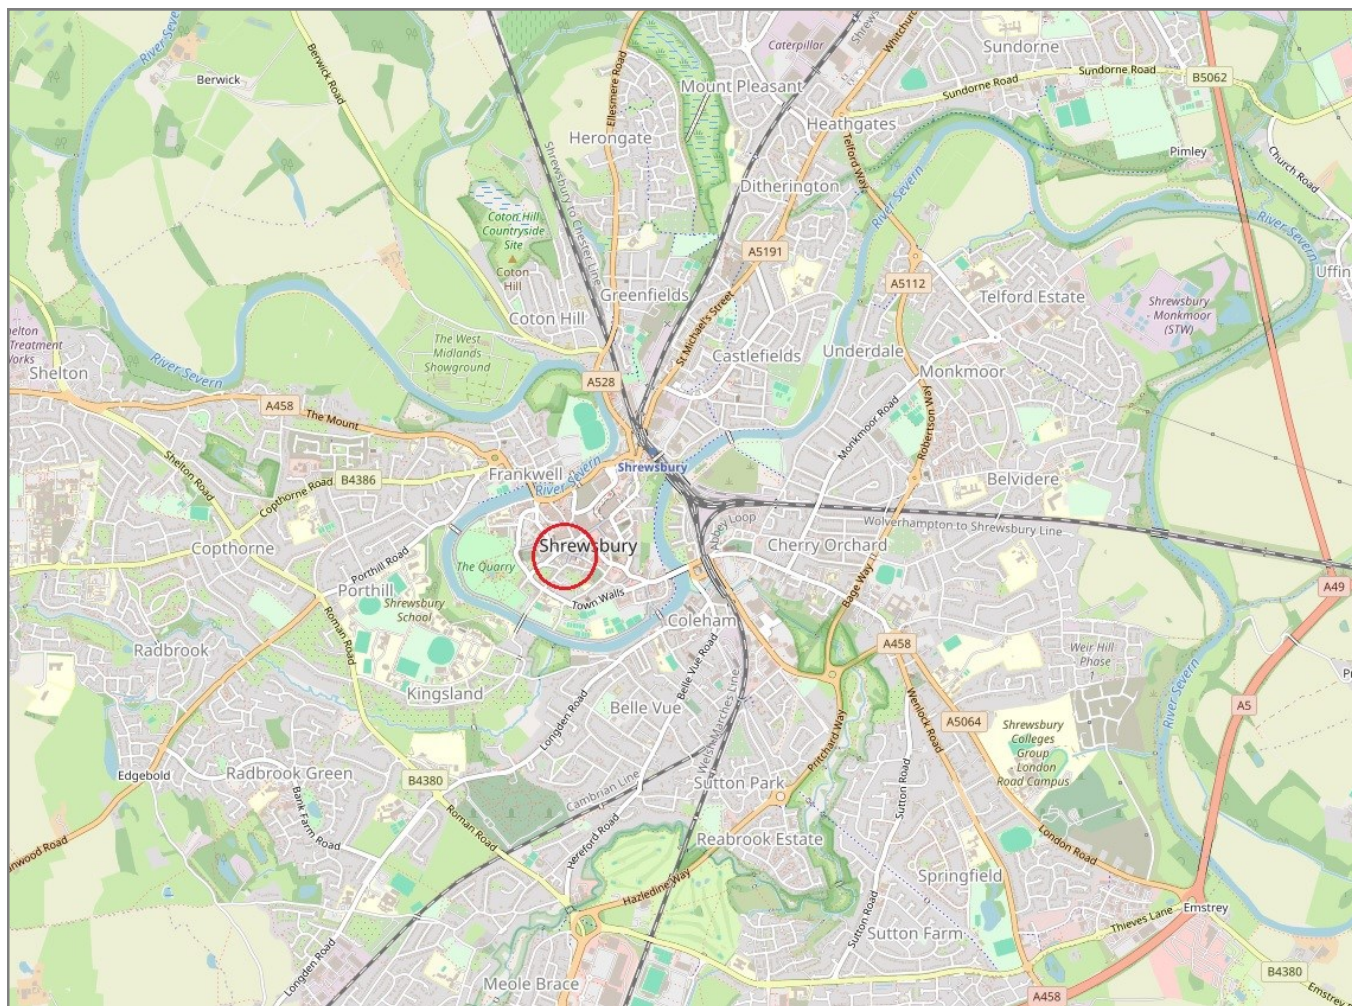 River Severn
Berwick
Berwick Road
Ellesmere Road
Caterpillar
Whitchurch
Sundorne
Sundorne Road
Sundorne Road
B5062
Mount Pleasant
Herongate
Heathgates
Telford Way
Pimley
Church Road
Shrewsbury to Chester Line
Ditherington
River Severn
River Severn
Coton Hill
Countryside
Site
Coton
Hill
A5191
A5112
Uffin
Greenfields
Telford Estate
Shrewsbury
Monkmoor
(STW)
Coton Hill
St Michael's Street
The West
Midlands
Showground
helton
Treatment
Works
Shelton
River Severn
Castlefields
Underdale
Monkmoor
A528
A458
The Mount
Monkmoor Road
Robertson Way
Shelton Road
Shrewsbury
Frankwell
River Severn
B4386
Copthorne Road
Belvidere
Wolverhampton to Shrewsbury Line
Abbey Loop
Copthorne
Shrewsbury
Cherry Orchard
The Quarry
Porthill Road
Porthill
Bage Way
A49
Shrewsbury
School
Town Walls
Coleham
Roman Road
Radbrook
A458
Weir Hill
Phase
1
Belle Vue Road
Kingsland
Longden Road
Belle Vue
Welsh Marches Line
Wenlock Road
River Severn
A5
A5064
Pritchard Way
Shrewsbury
Colleges
Group
London
Road Campus
Edgebold
Radbrook Green
B4380
Cambrian Line
Sutton Park
Sutton Road
Bank Farm Road
Roman Road
Hereford Road
Reabrook Estate
London Road
anwood Road
Hazledine Way
Springfield
Emstrey
Thieves Lane
Sutton Road
Sutton Farm
Longden Road
Meole Brace
B4380
A458
Emstrey